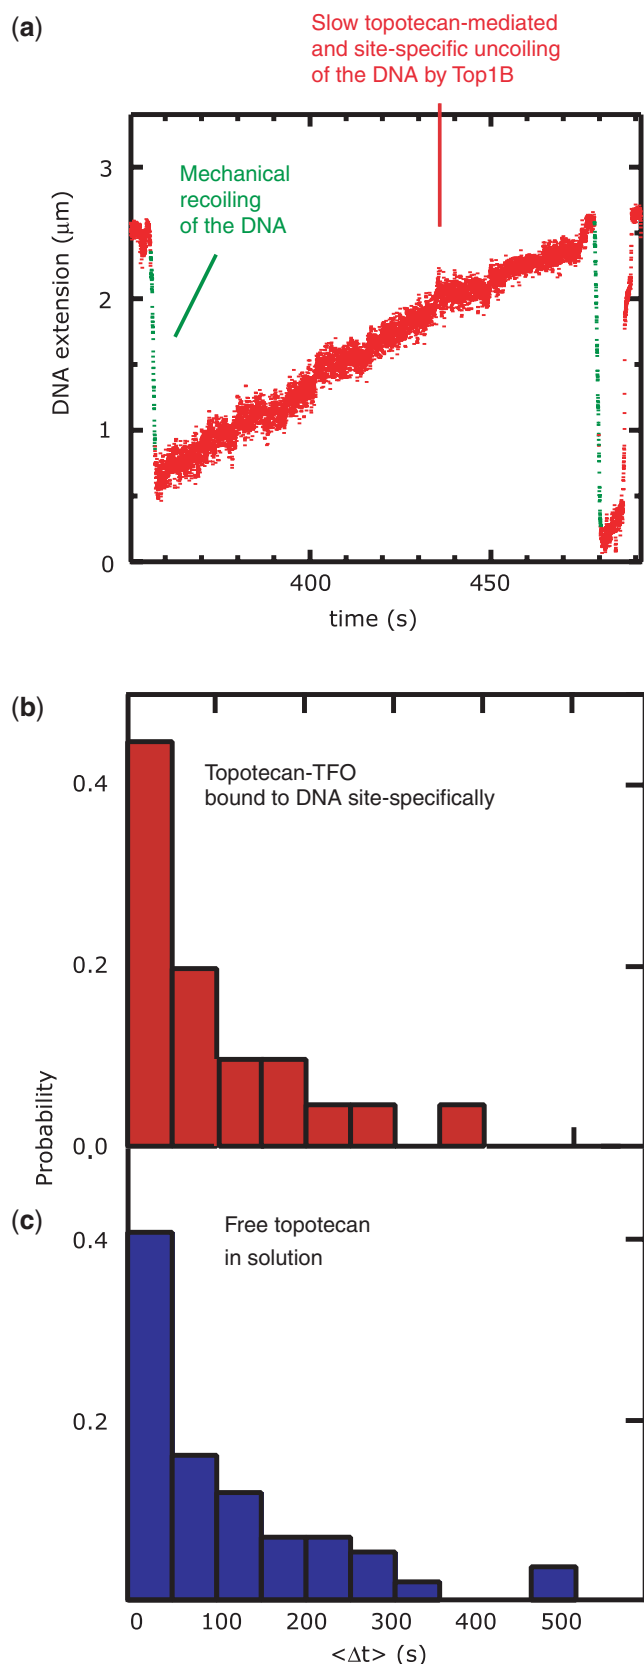 (a)
Slow topotecan-mediated
and site-specific uncoiling
of the DNA by Top1B
Mechanical
recoiling
of the DNA
DNA extension (μm)
3
2
1
0
400
450
time (s)
(b)
Topotecan-TFO
bound to DNA site-specifically
0.4
0.2
0.0
Probability
(c)
Free topotecan
in solution
0.4
0.2
0
100
200
300
400
500
<Δt> (s)